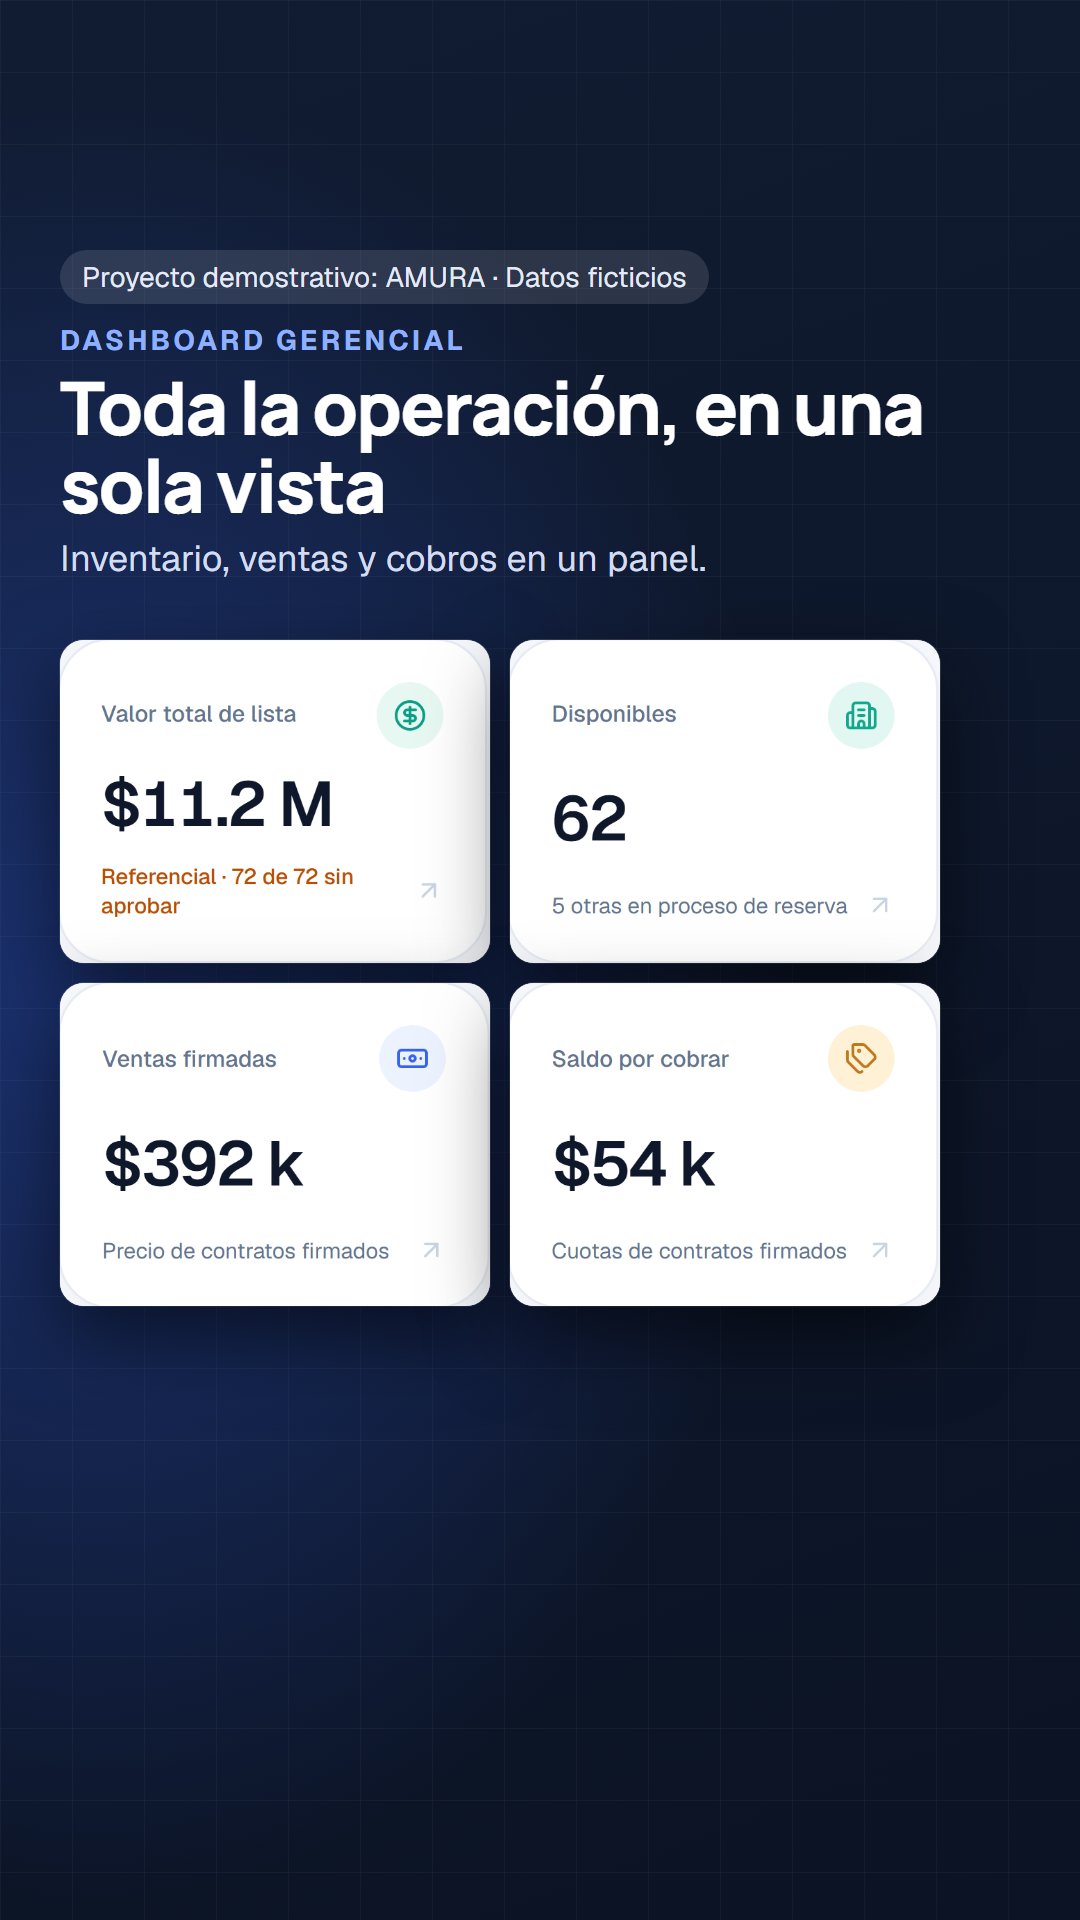 Proyecto demostrativo: AMURA · Datos ficticios
DASHBOARD GERENCIAL
Toda la operación, en una
sola vista
Inventario, ventas y cobros en un panel.
Valor total de lista
$11.2 M
Referencial · 72 de 72 sin
aprobar
Disponibles
62
5 otras en proceso de reserva
Ventas firmadas
$392 k
Precio de contratos firmados
Saldo por cobrar
$54 k
Cuotas de contratos firmados